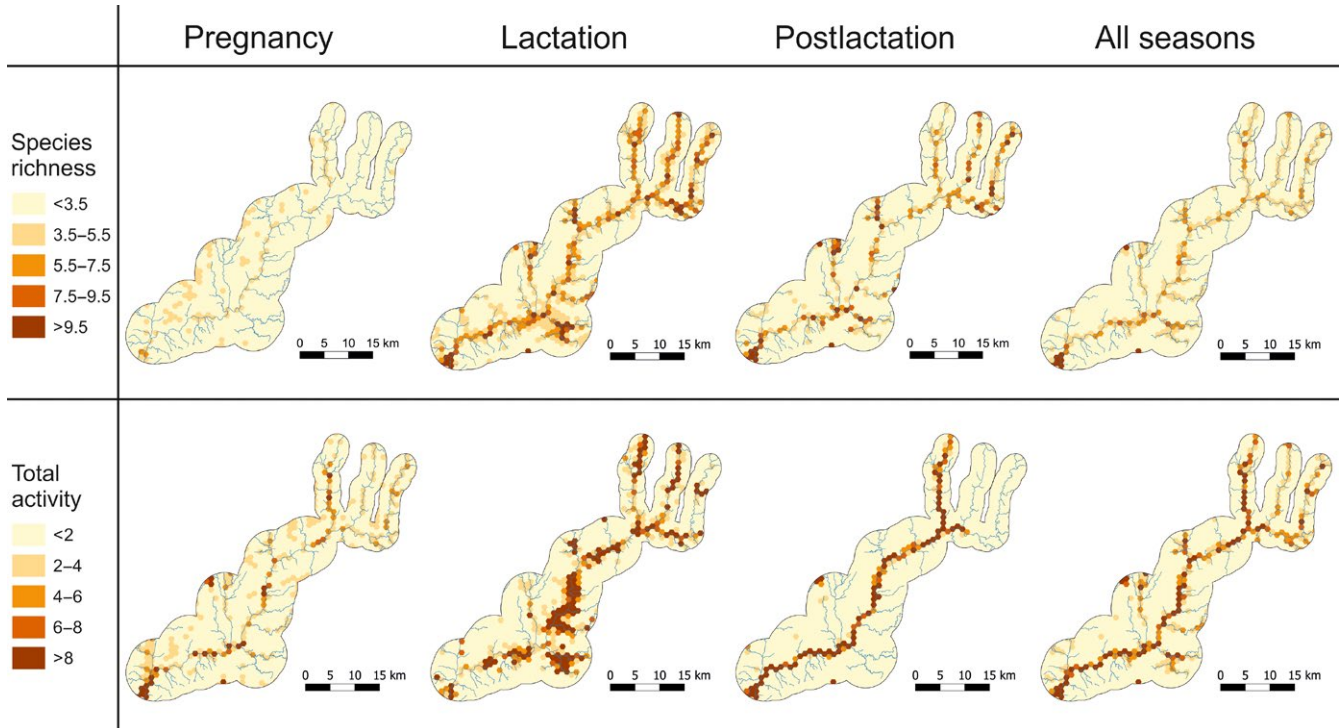 Pregnancy Lactation Postlactation All seasons
Species
richness
<3.5
3.5–5.5
5.5–7.5
7.5–9.5
>9.5
0 5 10 15 km
0 5 10 15 km
0 5 10 15 km
0 5 10 15 km
Total
activity
<2
2–4
4–6
6–8
>8
0 5 10 15 km
0 5 10 15 km
0 5 10 15 km
0 5 10 15 km